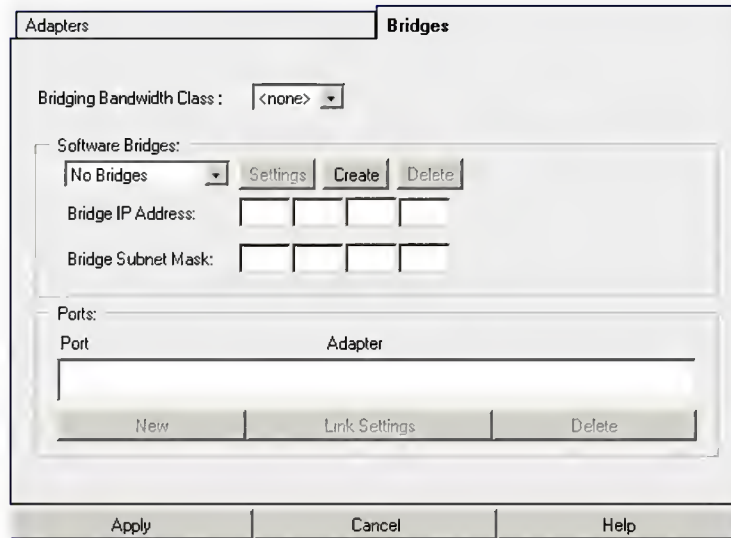 Adapters Bridges
Bridging Bandwidth Class : <none>
Software Bridges:
No Bridges Settings Create Delete
Bridge IP Address:
Bridge Subnet Mask:
Ports:
Port Adapter
New Link Settings Delete
Apply Cancel Help